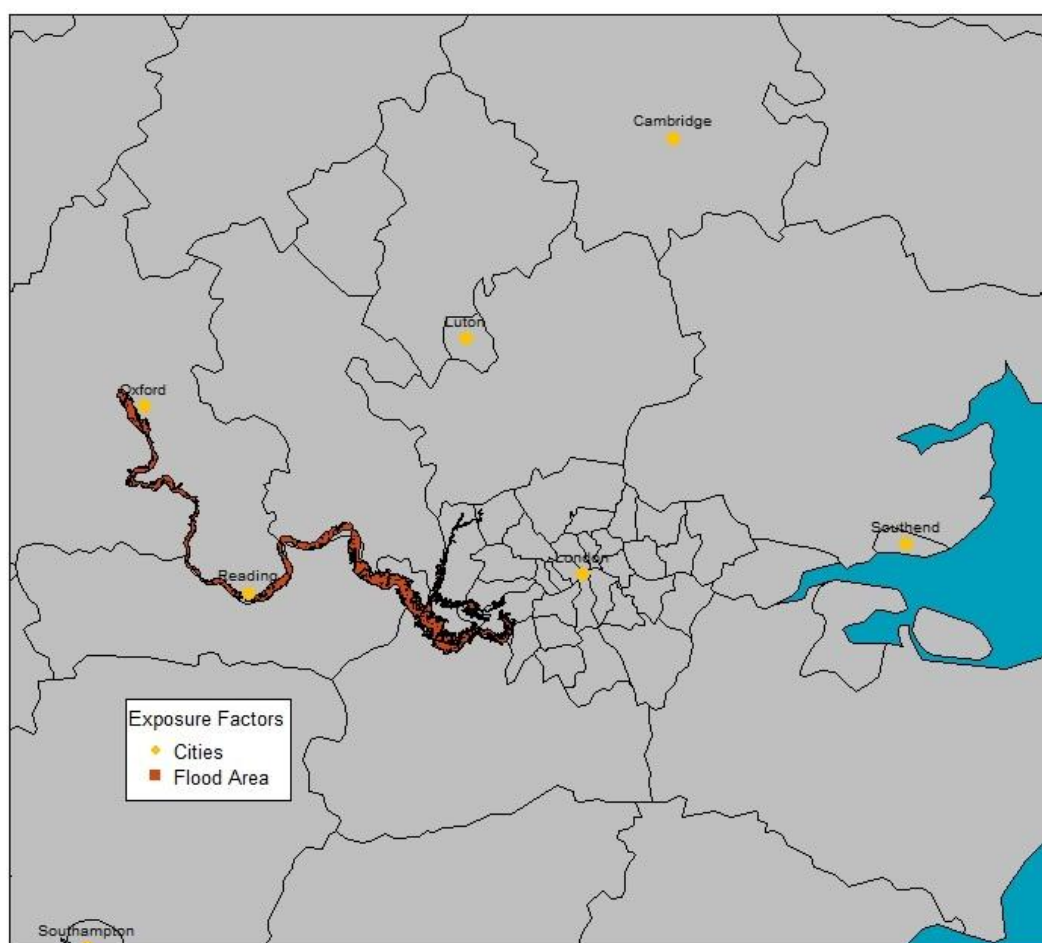 Cambridge
Luton
Oxford
Southend
London
Reading
Exposure Factors
Cities
Flood Area
Southampton